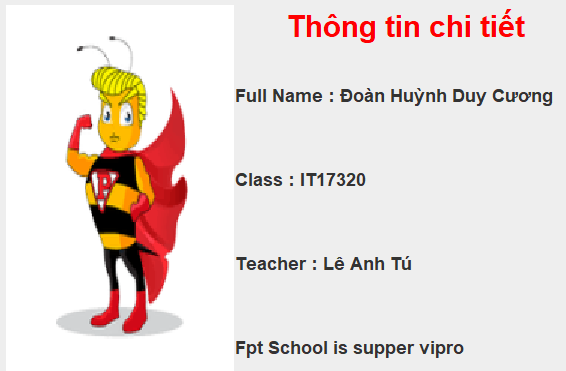 Thông tin chi tiết
Full Name : Đoàn Huỳnh Duy Cương
Class : IT17320
Teacher : Lê Anh Tú
Fpt School is supper vipro